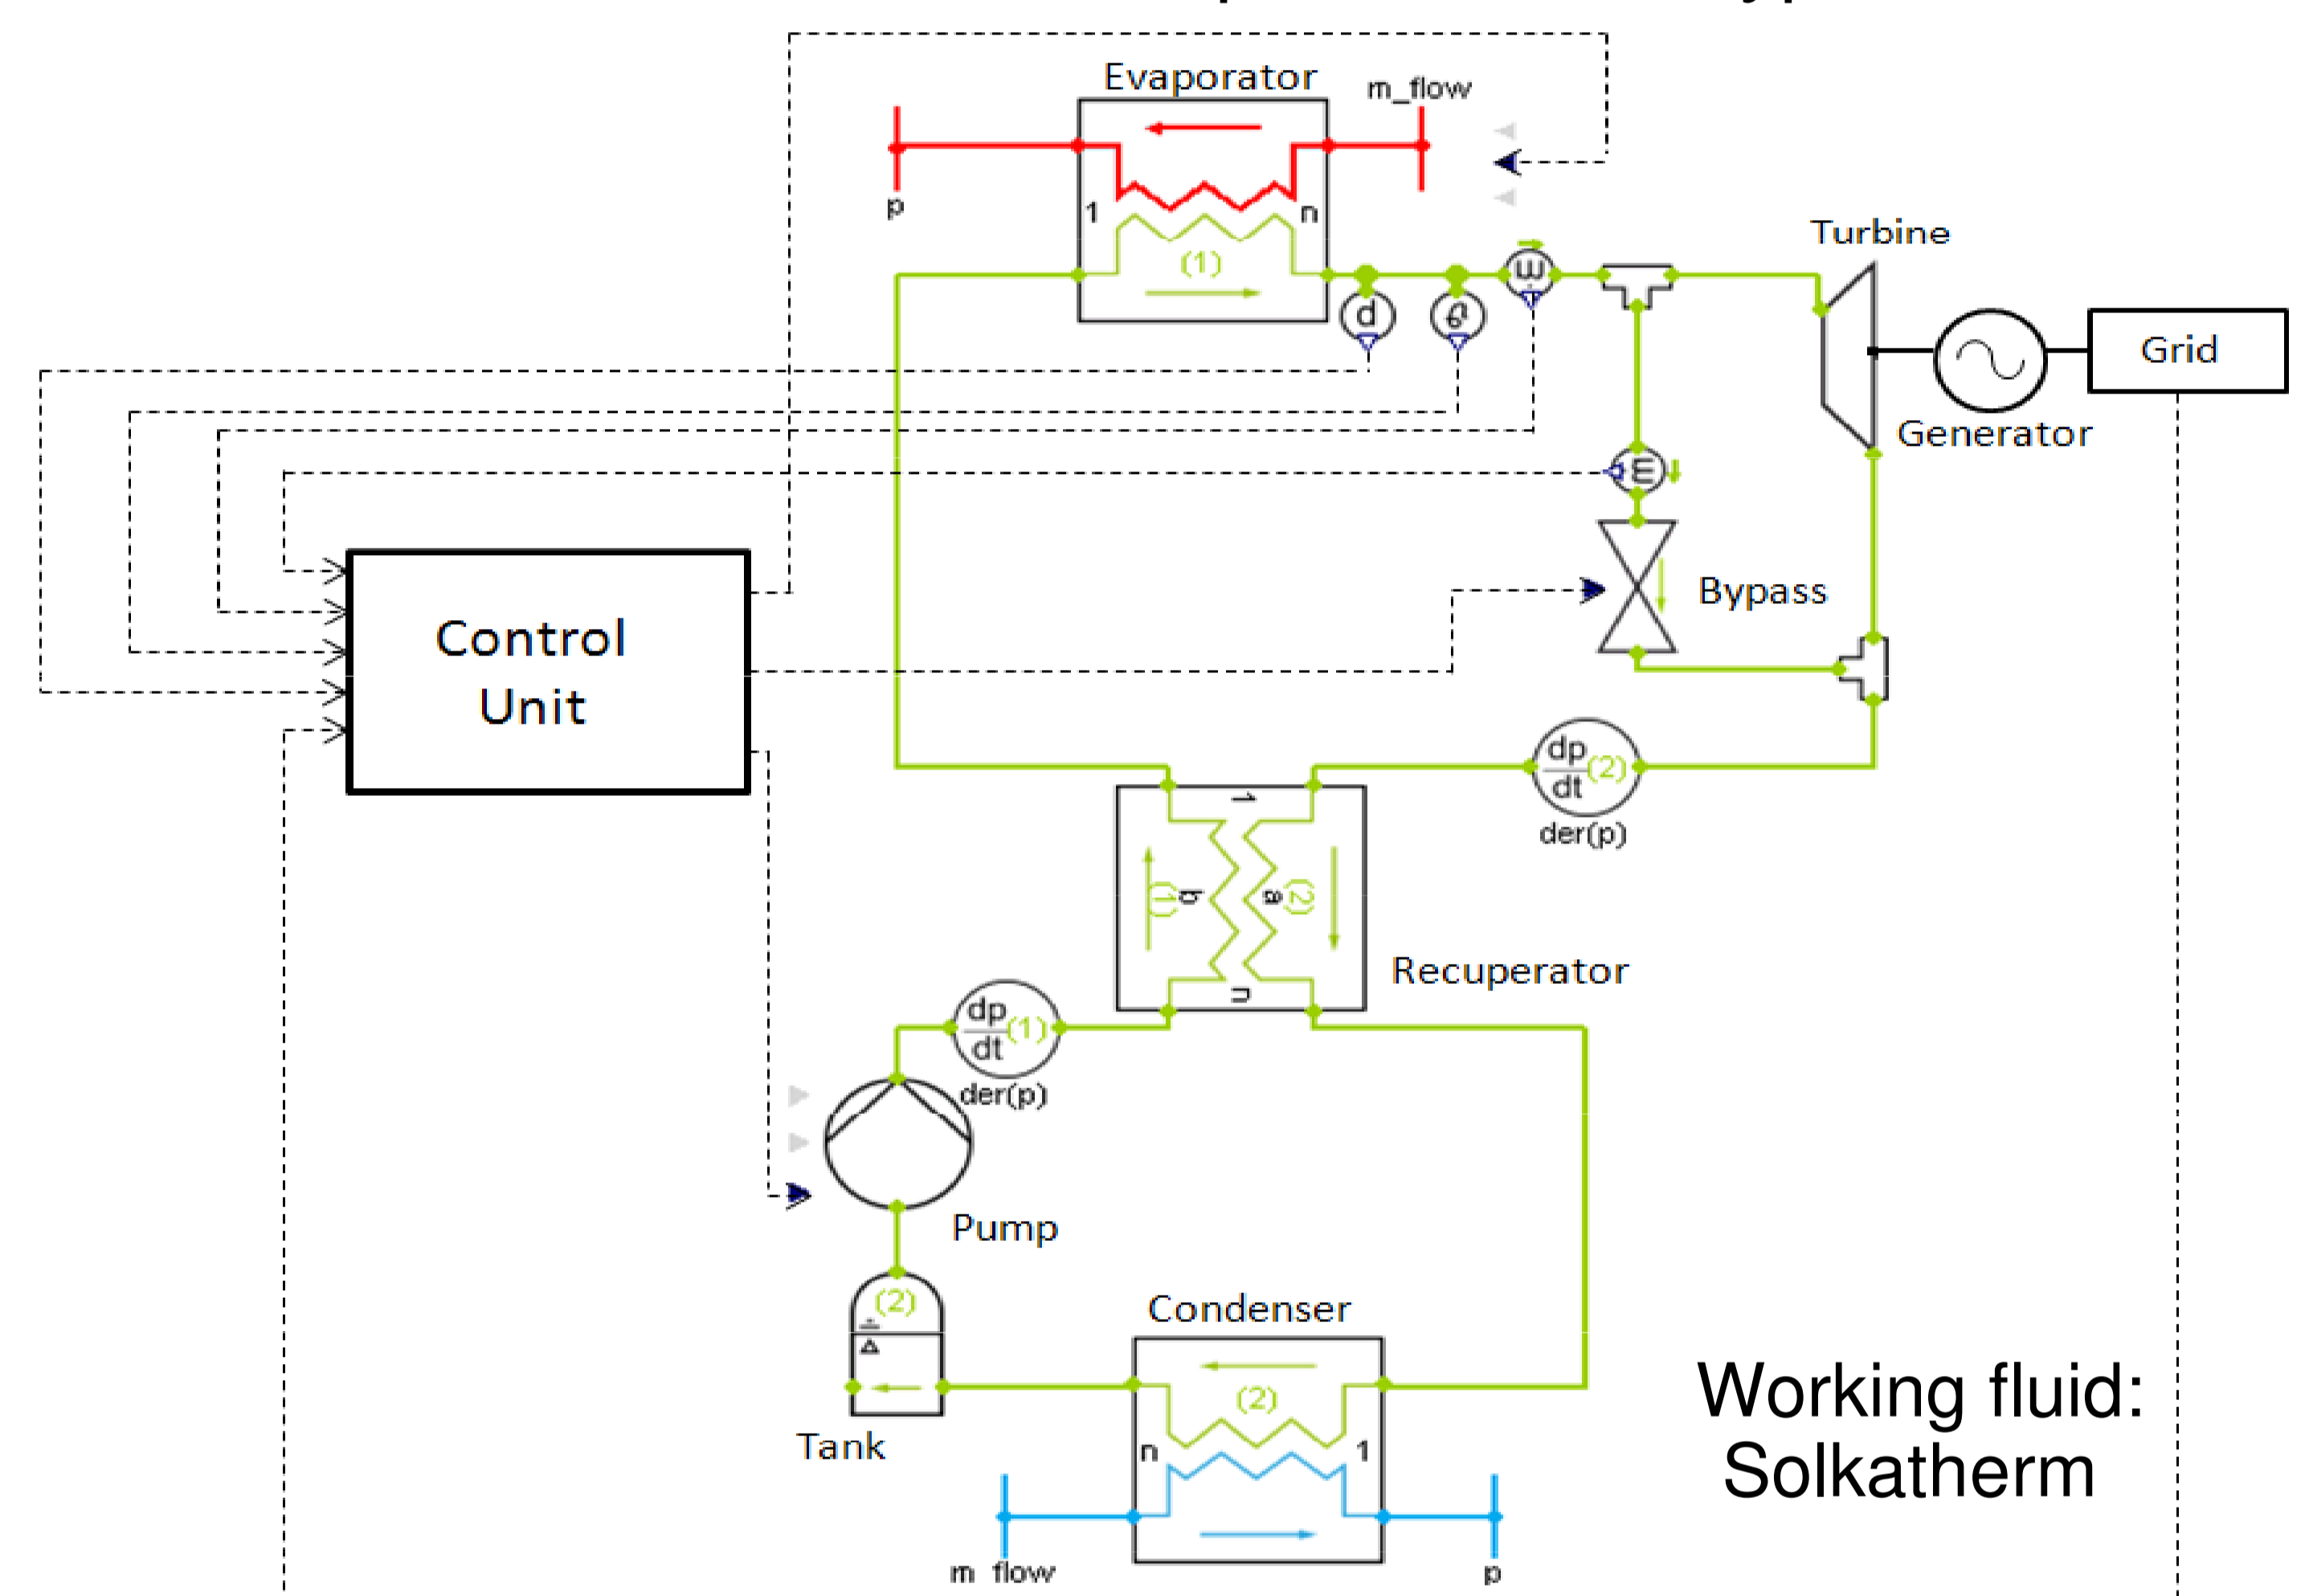 Evaporator
m_flow
p
1
n
(1)
Turbine
p
ϑ
ṁ
Grid
Generator
ṁ
Control
Unit
Bypass
dp
dt
(2)
der(p)
1
(1)
b
a
(2)
n
Recuperator
dp
dt
(1)
der(p)
Pump
(2)
Condenser
(2)
n
1
Tank
m_flow
p
Working fluid:
Solkatherm